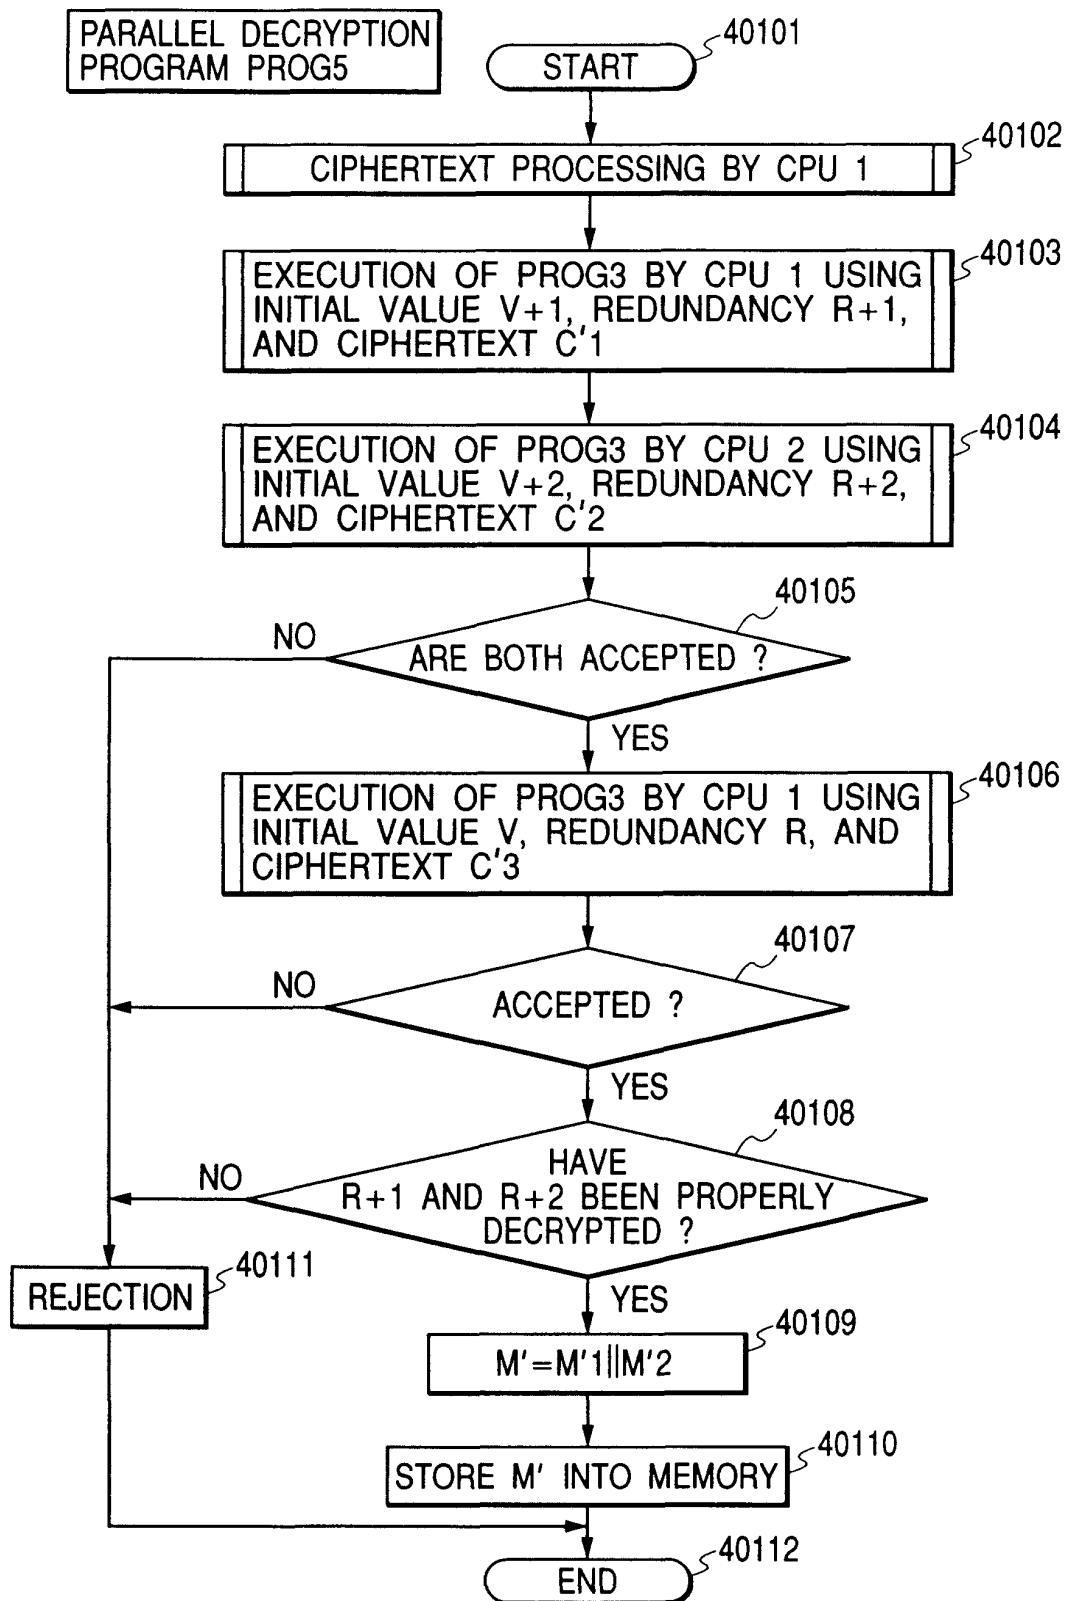 PARALLEL DECRYPTION
PROGRAM PROG5
START
40101
CIPHERTEXT PROCESSING BY CPU 1
40102
EXECUTION OF PROG3 BY CPU 1 USING
INITIAL VALUE V+1, REDUNDANCY R+1,
AND CIPHERTEXT C'1
40103
EXECUTION OF PROG3 BY CPU 2 USING
INITIAL VALUE V+2, REDUNDANCY R+2,
AND CIPHERTEXT C'2
40104
ARE BOTH ACCEPTED ?
40105
NO
YES
EXECUTION OF PROG3 BY CPU 1 USING
INITIAL VALUE V, REDUNDANCY R, AND
CIPHERTEXT C'3
40106
ACCEPTED ?
40107
NO
YES
HAVE
R+1 AND R+2 BEEN PROPERLY
DECRYPTED ?
40108
NO
YES
REJECTION
40111
M'=M'1||M'2
40109
STORE M' INTO MEMORY
40110
END
40112